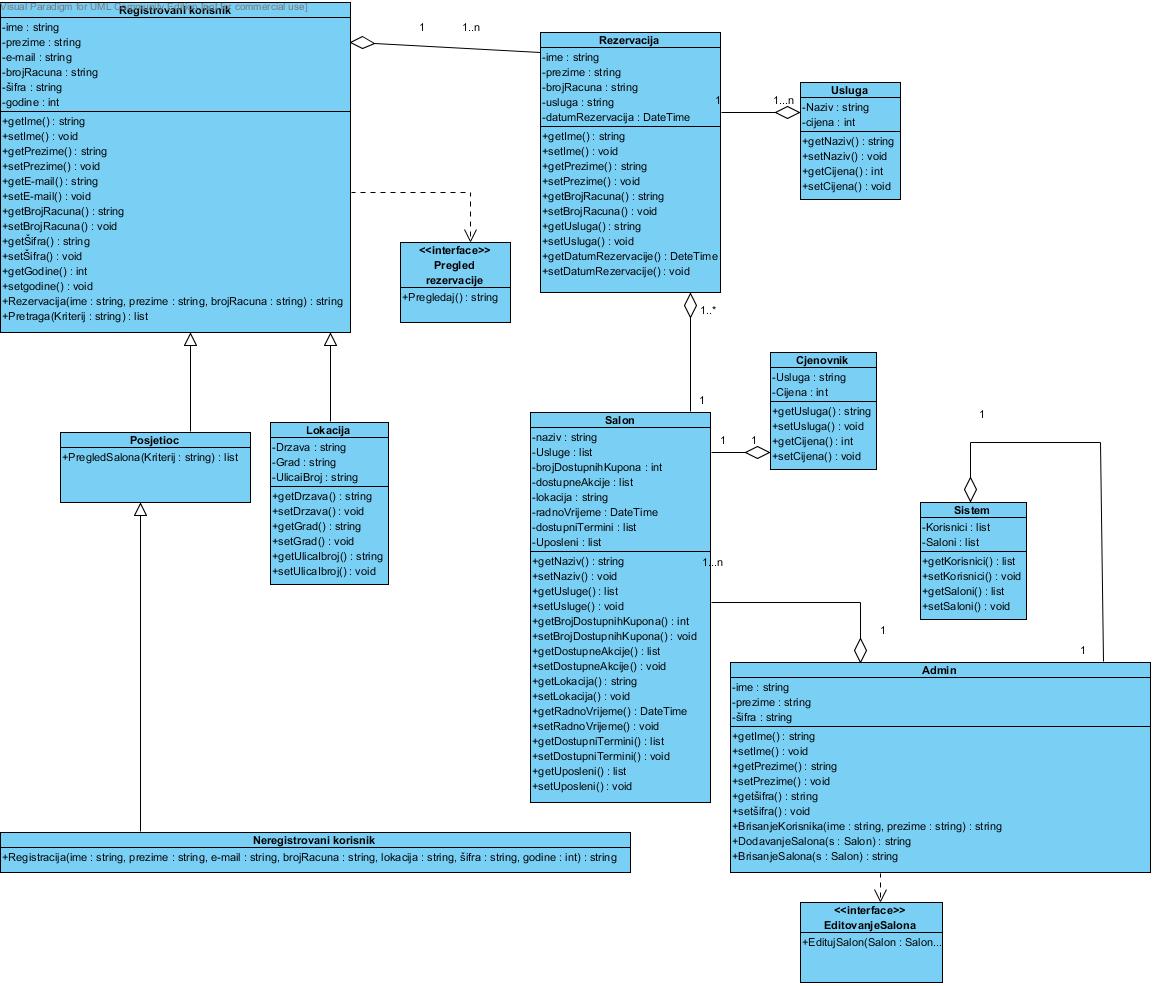 Visual Paradigm for UML Community Edition [not for commercial use]
Registrovani korisnik
-ime : string
-prezime : string
-e-mail : string
-brojRacuna : string
-šifra : string
-godine : int
+getIme() : string
+setIme() : void
+getPrezime() : string
+setPrezime() : void
+getE-mail() : string
+setE-mail() : void
+getBrojRacuna() : string
+setBrojRacuna() : void
+getŠifra() : string
+setŠifra() : void
+getGodine() : int
+setgodine() : void
+Rezervacija(ime : string, prezime : string, brojRacuna : string) : string
+Pretraga(Kriterij : string) : list
1
1..n
Rezervacija
-ime : string
-prezime : string
-brojRacuna : string
-usluga : string
-datumRezervacija : DateTime
+getIme() : string
+setIme() : void
+getPrezime() : string
+setPrezime() : void
+getBrojRacuna() : string
+setBrojRacuna() : void
+getUsluga() : string
+setUsluga() : void
+getDatumRezervacije() : DeteTime
+setDatumRezervacije() : void
1
1...n
Usluga
-Naziv : string
-cijena : int
+getNaziv() : string
+setNaziv() : void
+getCijena() : int
+setCijena() : void
<<interface>>
Pregled
rezervacije
+Pregledaj() : string
1..*
1
Cjenovnik
-Usluga : string
-Cijena : int
+getUsluga() : string
+setUsluga() : void
+getCijena() : int
+setCijena() : void
Posjetioc
+PregledSalona(Kriterij : string) : list
Lokacija
-Drzava : string
-Grad : string
-UlicaiBroj : string
+getDrzava() : string
+setDrzava() : void
+getGrad() : string
+setGrad() : void
+getUlicaIbroj() : string
+setUlicaIbroj() : void
Salon
-naziv : string
-Usluge : list
-brojDostupnihKupona : int
-dostupneAkcije : list
-lokacija : string
-radnoVrijeme : DateTime
-dostupniTermini : list
-Uposleni : list
+getNaziv() : string
+setNaziv() : void
+getUsluge() : list
+setUsluge() : void
+getBrojDostupnihKupona() : int
+setBrojDostupnihKupona() : void
+getDostupneAkcije() : list
+setDostupneAkcije() : void
+getLokacija() : string
+setLokacija() : void
+getRadnoVrijeme() : DateTime
+setRadnoVrijeme() : void
+getDostupniTermini() : list
+setDostupniTermini() : void
+getUposleni() : list
+setUposleni() : void
1
1
1
Sistem
-Korisnici : list
-Saloni : list
+getKorisnici() : list
+setKorisnici() : void
+getSaloni() : list
+setSaloni() : void
1...n
1
1
Admin
-ime : string
-prezime : string
-šifra : string
+getIme() : string
+setIme() : void
+getPrezime() : string
+setPrezime() : void
+getšifra() : string
+setšifra() : void
+BrisanjeKorisnika(ime : string, prezime : string) : string
+DodavanjeSalona(s : Salon) : string
+BrisanjeSalona(s : Salon) : string
Neregistrovani korisnik
+Registracija(ime : string, prezime : string, e-mail : string, brojRacuna : string, lokacija : string, šifra : string, godine : int) : string
<<interface>>
EditovanjeSalona
+EditujSalon(Salon : Salon...